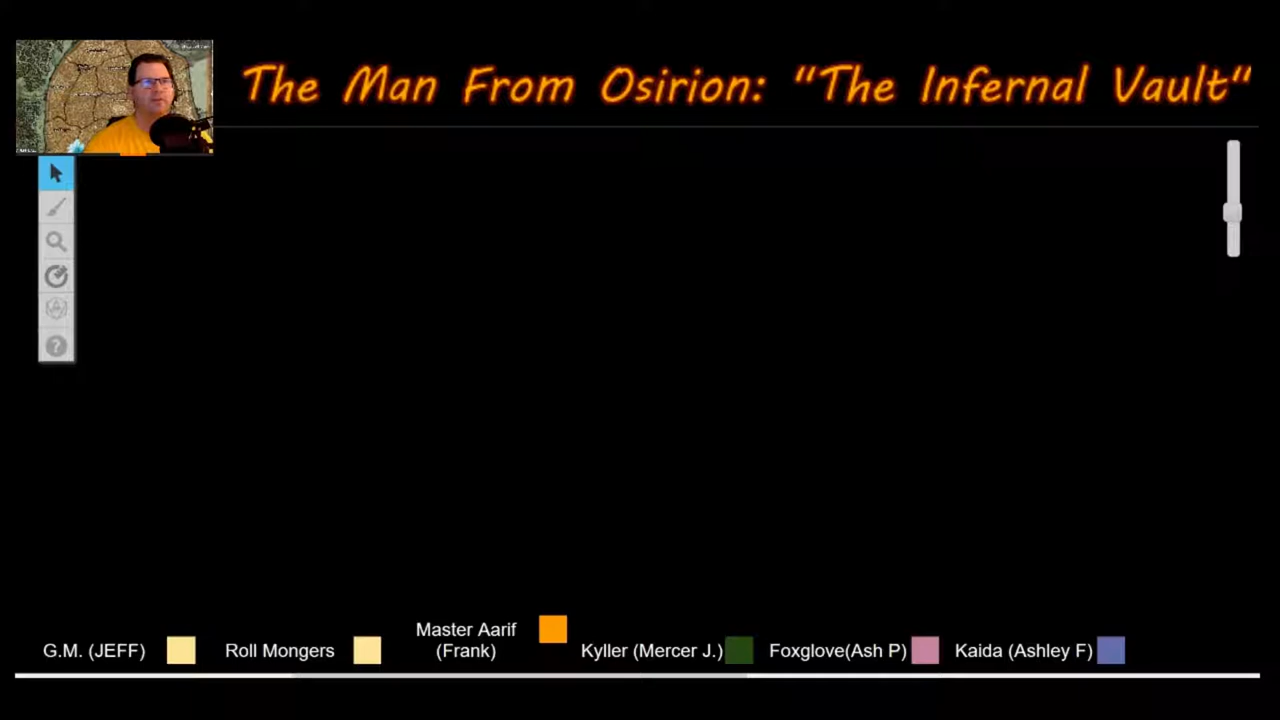 The Man From Osirion: "The Infernal Vault"
Master Aarif
G.M. (JEFF)
Roll Mongers
(Frank)
Kyller (Mercer J.)
Foxglove(Ash P)
Kaida (Ashley F)